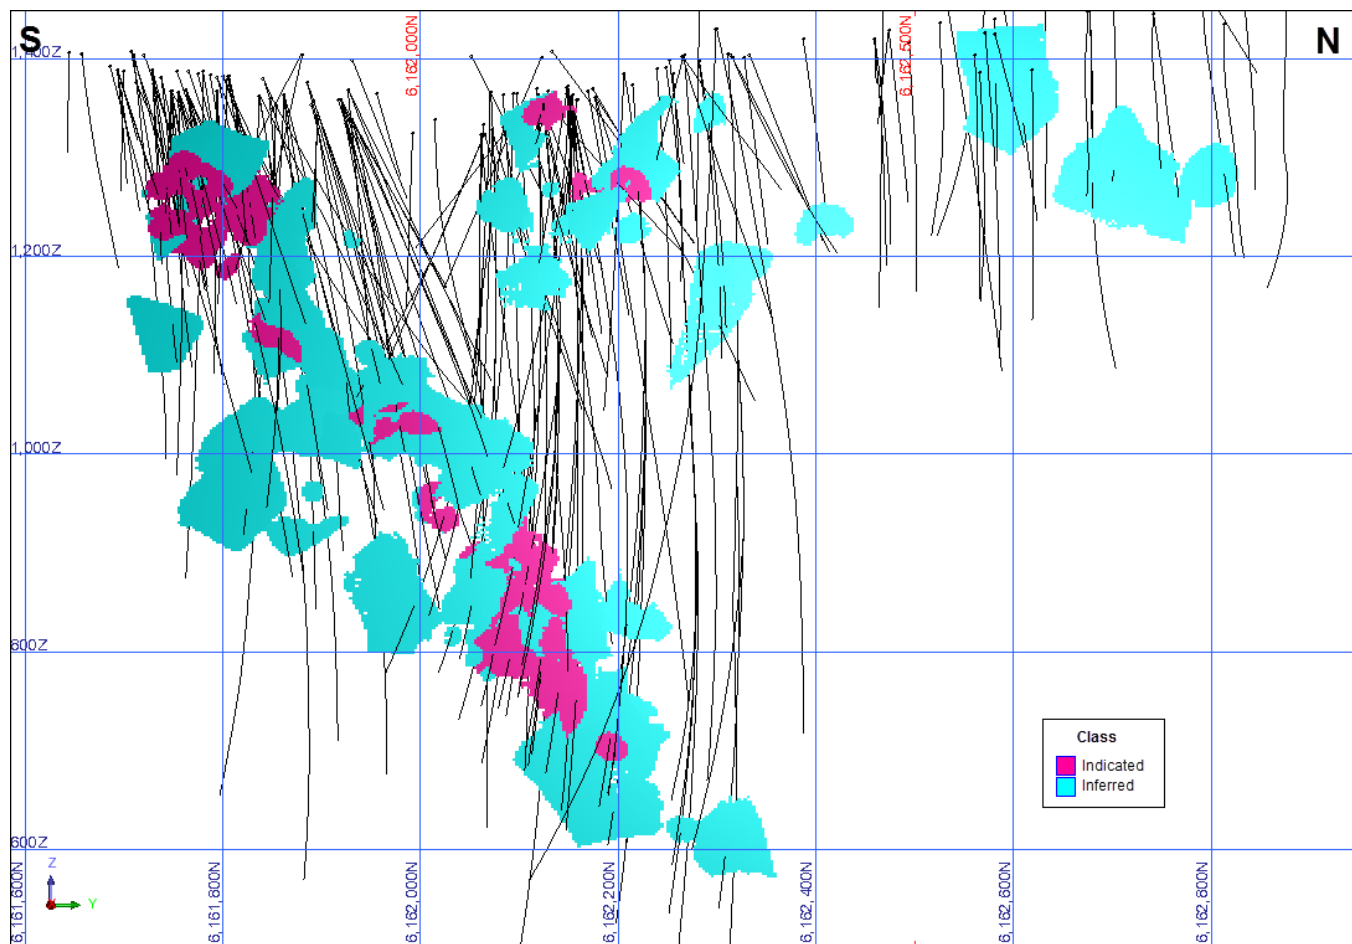 S
N
1,400Z
6,162,000N
6,162,500N
1,200Z
1,000Z
800Z
Class
Indicated
Inferred
600Z
Z
Y
6,161,600N
6,161,800N
6,162,000N
6,162,200N
6,162,400N
6,162,600N
6,162,800N